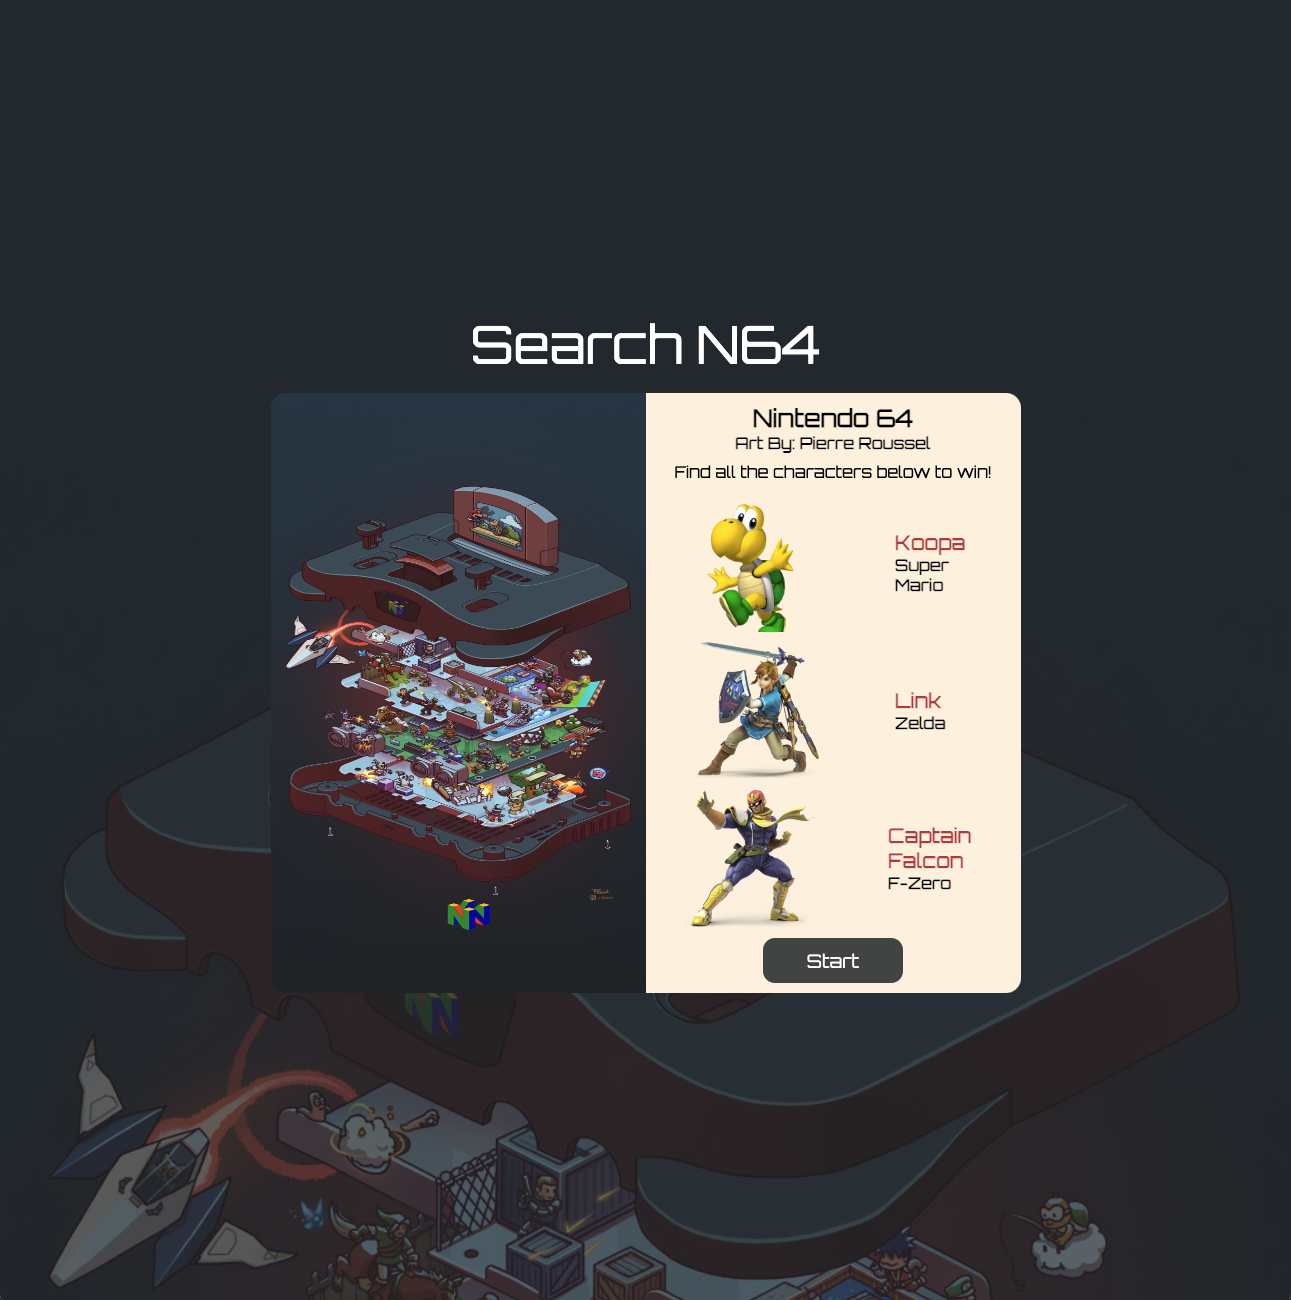 Search N64
Nintendo 64
Art By: Pierre Roussel
Find all the characters below to win!
Koopa
Super
Mario
Link
Zelda
Captain
Falcon
F-Zero
Start